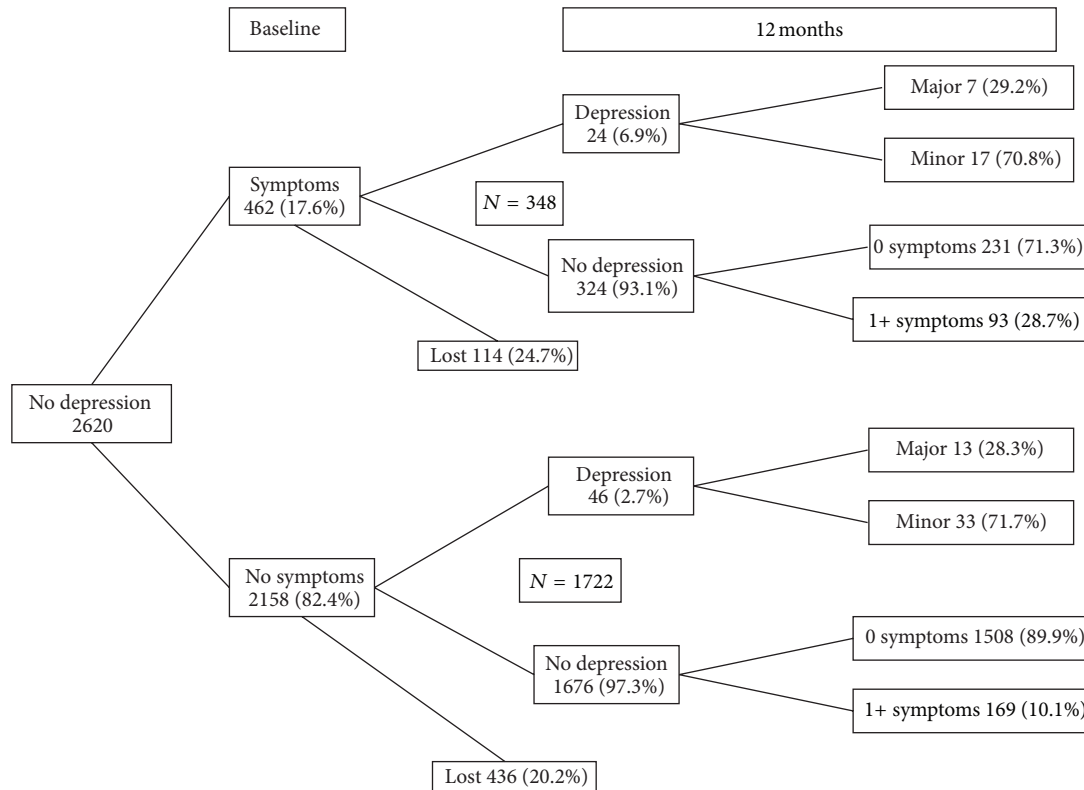 Baseline
12 months
No depression
2620
Symptoms
462 (17.6%)
Depression
24 (6.9%)
Major 7 (29.2%)
Minor 17 (70.8%)
N = 348
No depression
324 (93.1%)
0 symptoms 231 (71.3%)
1+ symptoms 93 (28.7%)
Lost 114 (24.7%)
No symptoms
2158 (82.4%)
Depression
46 (2.7%)
Major 13 (28.3%)
Minor 33 (71.7%)
N = 1722
No depression
1676 (97.3%)
0 symptoms 1508 (89.9%)
1+ symptoms 169 (10.1%)
Lost 436 (20.2%)